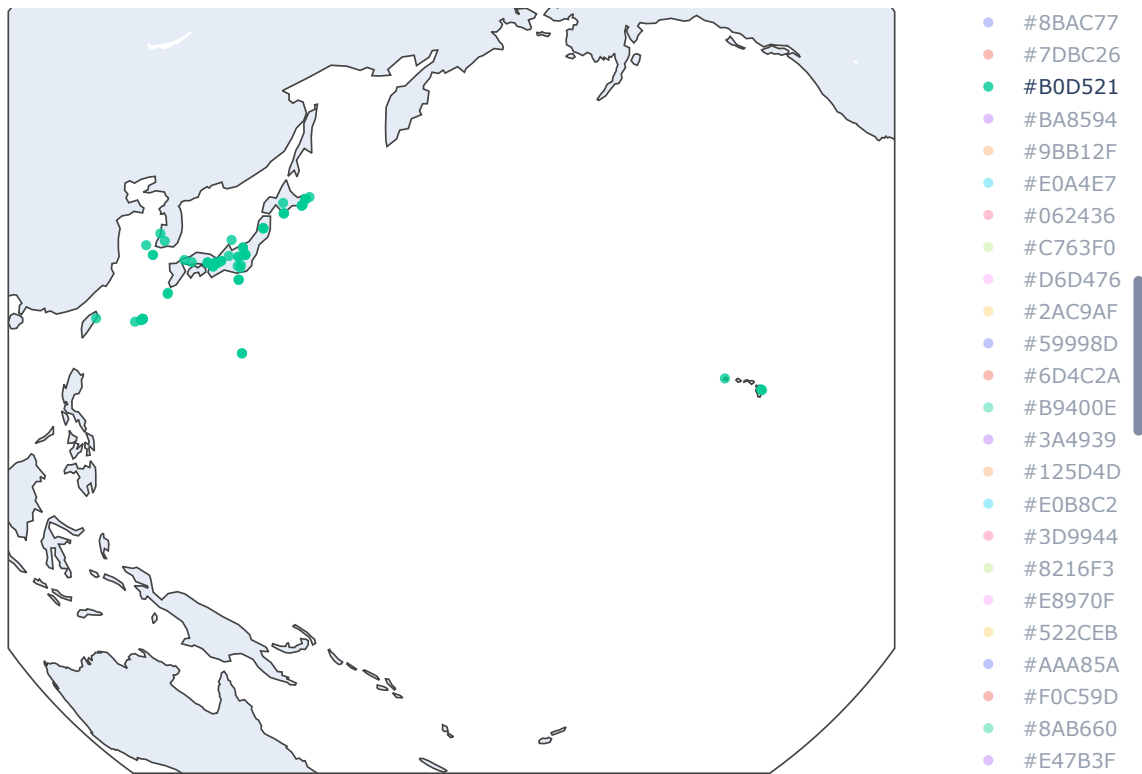 #8BAC77
#7DBC26
#B0D521
#BA8594
#9BB12F
#E0A4E7
#062436
#C763F0
#D6D476
#2AC9AF
#59998D
#6D4C2A
#B9400E
#3A4939
#125D4D
#E0B8C2
#3D9944
#8216F3
#E8970F
#522CEB
#AAA85A
#F0C59D
#8AB660
#E47B3F